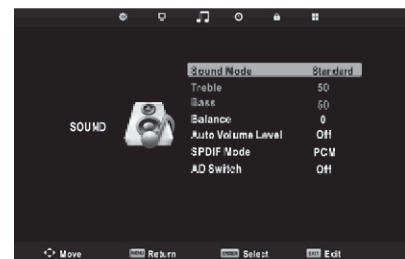 Sound Mode Standard
Treble 50
Bass 50
Balance 0
SOUND
Auto Volume Level Off
SPDIF Mode PCM
AD Switch Off
Move MENU Return ENTER Select EXIT Exit